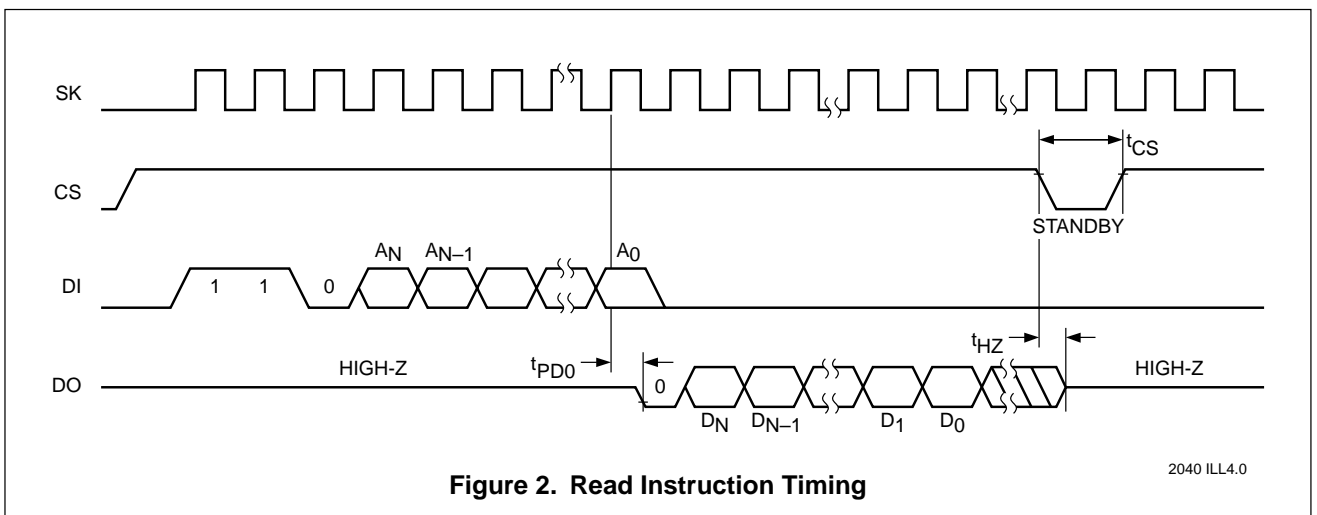 SK
tCS
CS
STANDBY
AN AN–1 A0
DI 1 1 0
tHZ
HIGH-Z tPD0 HIGH-Z
DO 0
DN DN–1 D1 D0
2040 ILL4.0
Figure 2. Read Instruction Timing